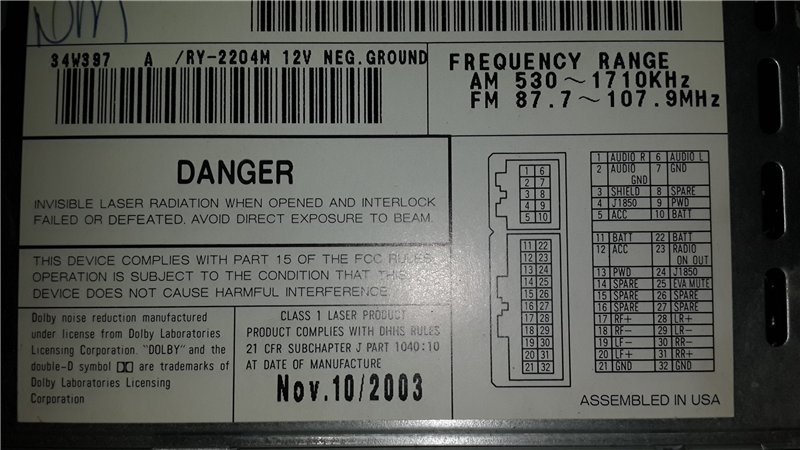 34W397 A /RY-2204M 12V NEG.GROUND
FREQUENCY RANGE
AM 530～1710KHz
FM 87.7～107.9MHz
DANGER
INVISIBLE LASER RADIATION WHEN OPENED AND INTERLOCK
FAILED OR DEFEATED. AVOID DIRECT EXPOSURE TO BEAM.
THIS DEVICE COMPLIES WITH PART 15 OF THE FCC RULES
OPERATION IS SUBJECT TO THE CONDITION THAT THIS
DEVICE DOES NOT CAUSE HARMFUL INTERFERENCE.
Dolby noise reduction manufactured
under license from Dolby Laboratories
Licensing Corporation. "DOLBY" and the
double-D symbol are trademarks of
Dolby Laboratories Licensing
Corporation
CLASS 1 LASER PRODUCT
PRODUCT COMPLIES WITH DHHS RULES
21 CFR SUBCHAPTER J PART 1040:10
AT DATE OF MANUFACTURE
Nov.10/2003
1 6
2 7
3 8
4 9
5 10
11 22
12 23
13 24
14 25
15 26
16 27
17 28
18 29
19 30
20 31
21 32
1 AUDIO R 6 AUDIO L
2 AUDIO GND 7 GND
3 SHIELD 8 SPARE
4 J1850 9 PWD
5 ACC 10 BATT
11 BATT 22 BATT
12 ACC 23 RADIO ON OUT
13 PWD 24 J1850
14 SPARE 25 EVA MUTE
15 SPARE 26 SPARE
16 SPARE 27 SPARE
17 RF+ 28 LR+
18 RF- 29 LR-
19 LF- 30 RR-
20 LF+ 31 RR+
21 GND 32 GND
ASSEMBLED IN USA